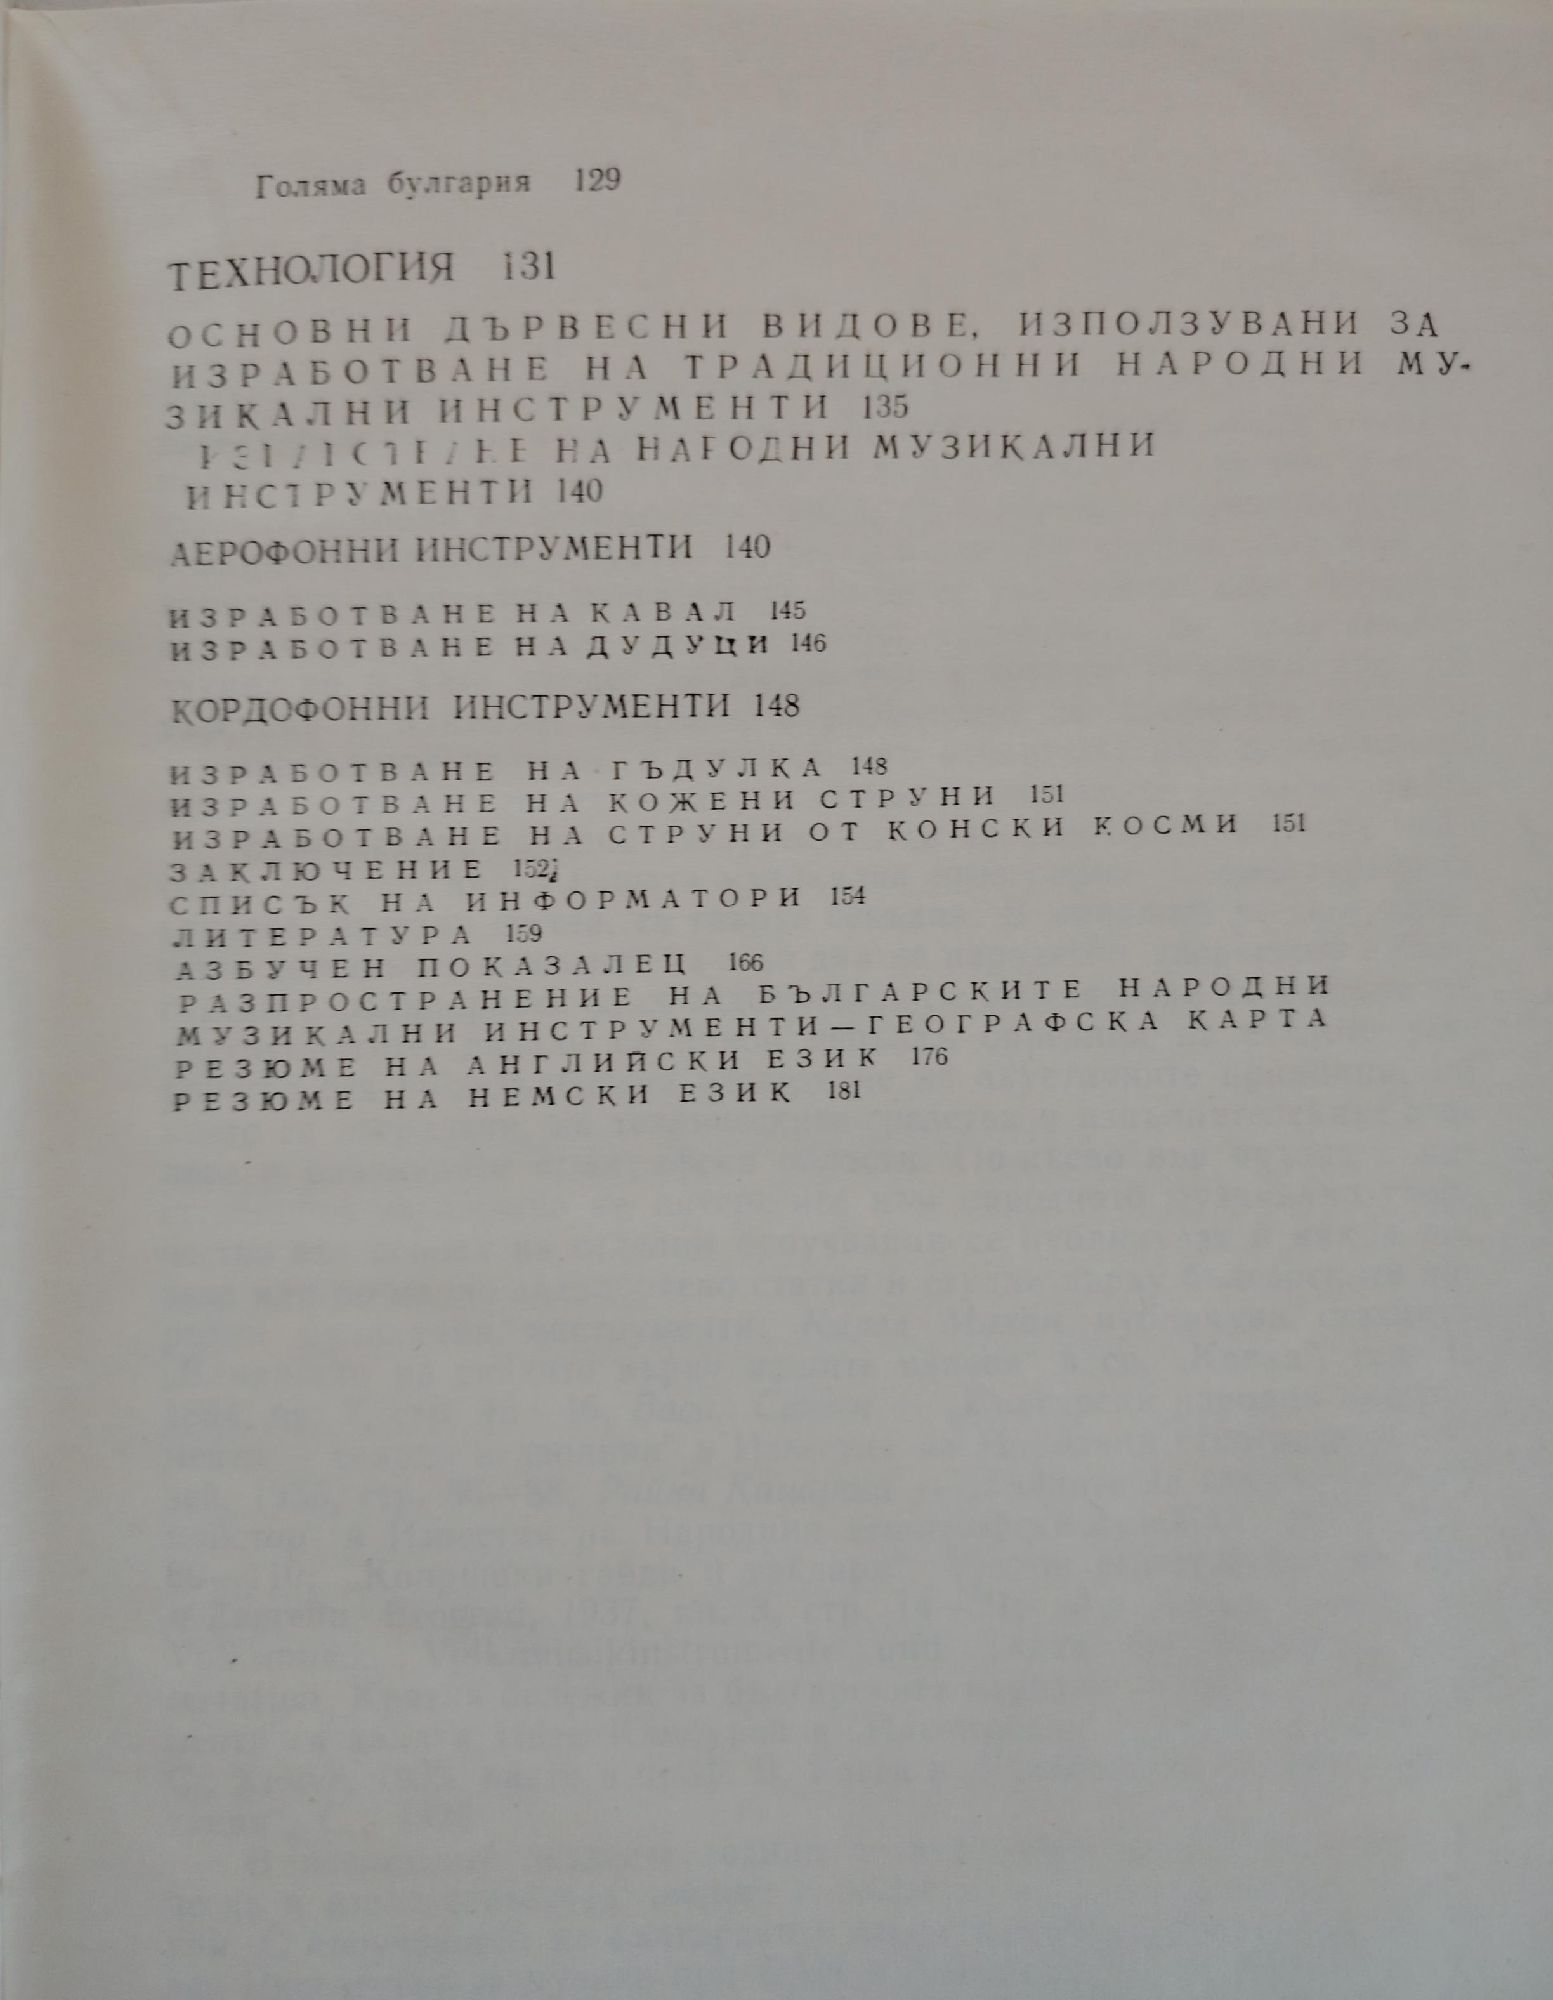 Голяма булгария 129
ТЕХНОЛОГИЯ 131
ОСНОВНИ ДЪРВЕСНИ ВИДОВЕ, ИЗПОЛЗУВАНИ ЗА
ИЗРАБОТВАНЕ НА ТРАДИЦИОННИ НАРОДНИ МУ-
ЗИКАЛНИ ИНСТРУМЕНТИ 135
НА НАРОДНИ МУЗИКАЛНИ
ИНСТРУМЕНТИ 140
АЕРОФОННИ ИНСТРУМЕНТИ 140
ИЗРАБОТВАНЕ НА КАВАЛ 145
ИЗРАБОТВАНЕ НА ДУДУЦИ 146
КОРДОФОННИ ИНСТРУМЕНТИ 148
ИЗРАБОТВАНЕ НА ГЪДУЛКА 148
ИЗРАБОТВАНЕ НА КОЖЕНИ СТРУНИ 151
ИЗРАБОТВАНЕ НА СТРУНИ ОТ КОНСКИ КОСМИ 151
ЗАКЛЮЧЕНИЕ 152
СПИСЪК НА ИНФОРМАТОРИ 154
ЛИТЕРАТУРА 159
АЗБУЧЕН ПОКАЗАЛЕЦ 166
РАЗПРОСТРАНЕНИЕ НА БЪЛГАРСКИТЕ НАРОДНИ
МУЗИКАЛНИ ИНСТРУМЕНТИ — ГЕОГРАФСКА КАРТА
РЕЗЮМЕ НА АНГЛИЙСКИ ЕЗИК 176
РЕЗЮМЕ НА НЕМСКИ ЕЗИК 181